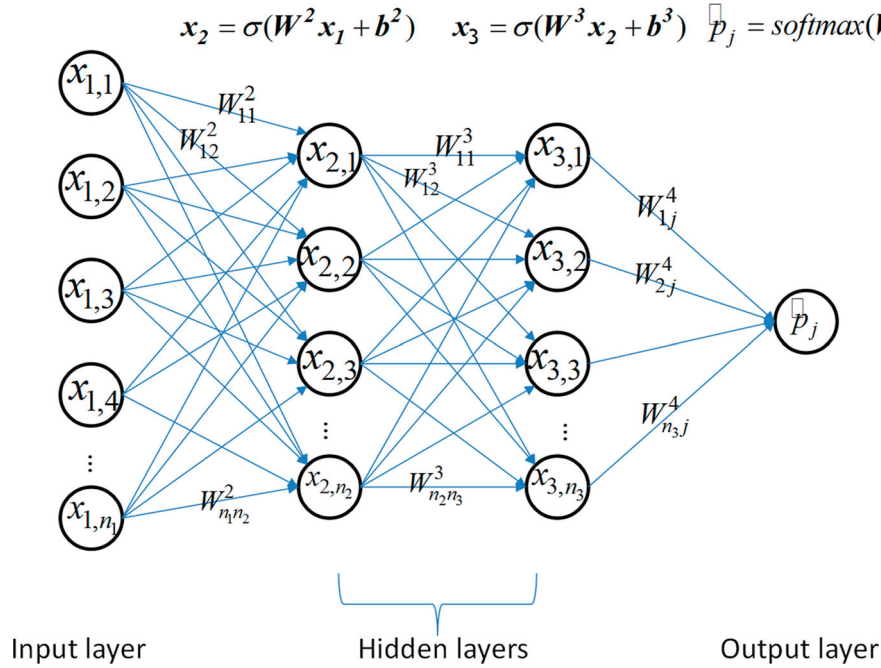 x₂ = σ(W²x₁ + b²) x₃ = σ(W³x₂ + b³) p_j = softmax(
x₁,₁
x₁,₂
x₁,₃
x₁,₄
⋮
x₁,n₁
W²₁₁
W²₁₂
W²n₁n₂
x₂,₁
x₂,₂
x₂,₃
...
x₂,n₂
W³₁₁
W³₁₂
W³n₂n₃
x₃,₁
x₃,₂
x₃,₃
...
x₃,n₃
W⁴₁j
W⁴₂j
W⁴n₃j
p_j
Input layer Hidden layers Output layer